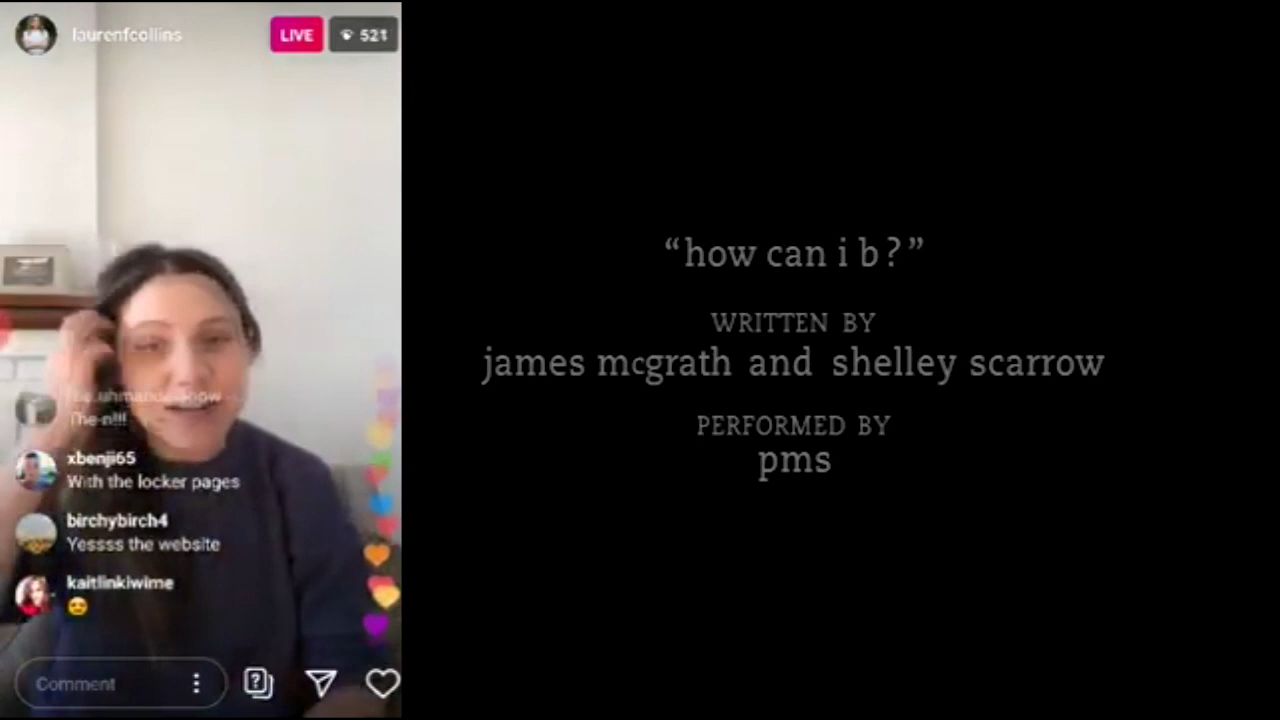 laurenfcollins
LIVE
521
The-n!!!
xbenji65
With the locker pages
birchybirch4
Yessss the website
kaitlinkiwime
Comment
“how can i b?”
WRITTEN BY
james mcgrath and shelley scarrow
PERFORMED BY
pms